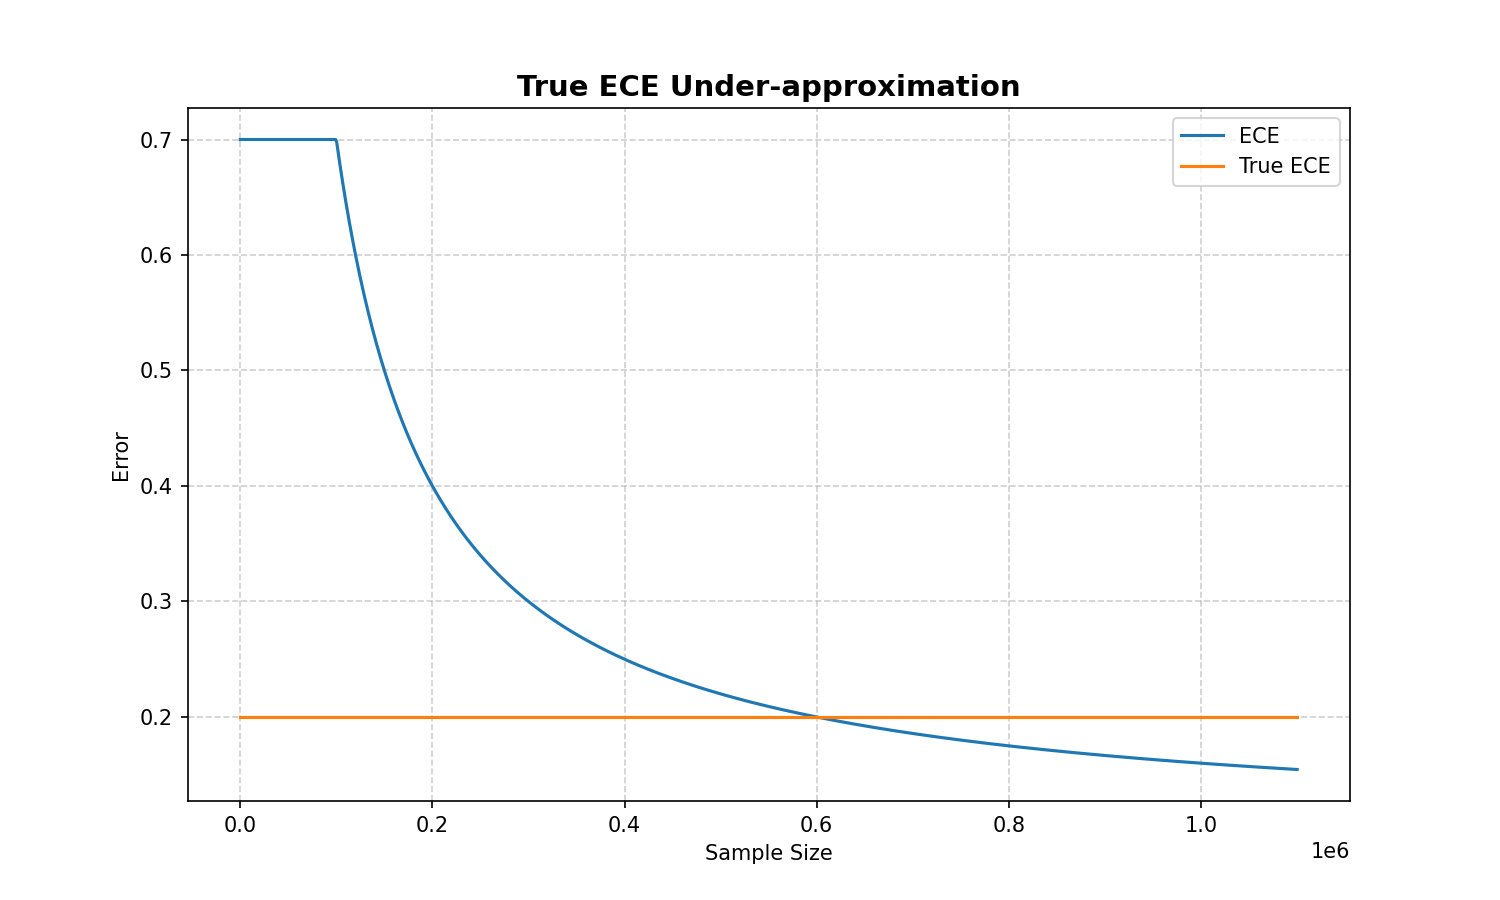 True ECE Under-approximation
ECE
True ECE
0.7
0.6
0.5
0.4
0.3
0.2
Error
0.0 0.2 0.4 0.6 0.8 1.0
Sample Size
1e6